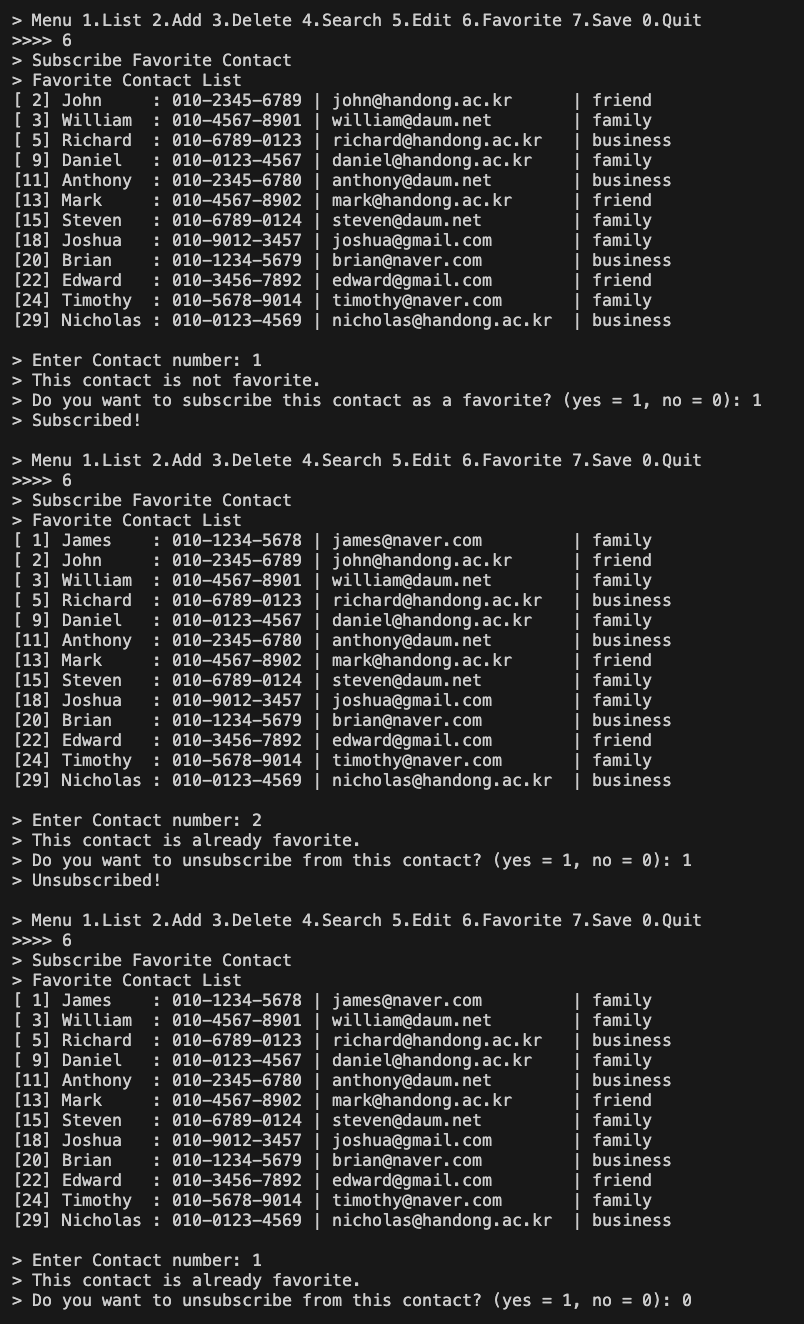 > Menu 1.List 2.Add 3.Delete 4.Search 5.Edit 6.Favorite 7.Save 0.Quit
>>>> 6
> Subscribe Favorite Contact
> Favorite Contact List
[ 2] John     : 010-2345-6789 | john@handong.ac.kr      | friend
[ 3] William  : 010-4567-8901 | william@daum.net        | family
[ 5] Richard  : 010-6789-0123 | richard@handong.ac.kr   | business
[ 9] Daniel   : 010-0123-4567 | daniel@handong.ac.kr    | family
[11] Anthony  : 010-2345-6780 | anthony@daum.net        | business
[13] Mark     : 010-4567-8902 | mark@handong.ac.kr      | friend
[15] Steven   : 010-6789-0124 | steven@daum.net         | family
[18] Joshua   : 010-9012-3457 | joshua@gmail.com        | family
[20] Brian    : 010-1234-5679 | brian@naver.com         | business
[22] Edward   : 010-3456-7892 | edward@gmail.com        | friend
[24] Timothy  : 010-5678-9014 | timothy@naver.com       | family
[29] Nicholas : 010-0123-4569 | nicholas@handong.ac.kr  | business

> Enter Contact number: 1
> This contact is not favorite.
> Do you want to subscribe this contact as a favorite? (yes = 1, no = 0): 1
> Subscribed!

> Menu 1.List 2.Add 3.Delete 4.Search 5.Edit 6.Favorite 7.Save 0.Quit
>>>> 6
> Subscribe Favorite Contact
> Favorite Contact List
[ 1] James    : 010-1234-5678 | james@naver.com         | family
[ 2] John     : 010-2345-6789 | john@handong.ac.kr      | friend
[ 3] William  : 010-4567-8901 | william@daum.net        | family
[ 5] Richard  : 010-6789-0123 | richard@handong.ac.kr   | business
[ 9] Daniel   : 010-0123-4567 | daniel@handong.ac.kr    | family
[11] Anthony  : 010-2345-6780 | anthony@daum.net        | business
[13] Mark     : 010-4567-8902 | mark@handong.ac.kr      | friend
[15] Steven   : 010-6789-0124 | steven@daum.net         | family
[18] Joshua   : 010-9012-3457 | joshua@gmail.com        | family
[20] Brian    : 010-1234-5679 | brian@naver.com         | business
[22] Edward   : 010-3456-7892 | edward@gmail.com        | friend
[24] Timothy  : 010-5678-9014 | timothy@naver.com       | family
[29] Nicholas : 010-0123-4569 | nicholas@handong.ac.kr  | business

> Enter Contact number: 2
> This contact is already favorite.
> Do you want to unsubscribe from this contact? (yes = 1, no = 0): 1
> Unsubscribed!

> Menu 1.List 2.Add 3.Delete 4.Search 5.Edit 6.Favorite 7.Save 0.Quit
>>>> 6
> Subscribe Favorite Contact
> Favorite Contact List
[ 1] James    : 010-1234-5678 | james@naver.com         | family
[ 3] William  : 010-4567-8901 | william@daum.net        | family
[ 5] Richard  : 010-6789-0123 | richard@handong.ac.kr   | business
[ 9] Daniel   : 010-0123-4567 | daniel@handong.ac.kr    | family
[11] Anthony  : 010-2345-6780 | anthony@daum.net        | business
[13] Mark     : 010-4567-8902 | mark@handong.ac.kr      | friend
[15] Steven   : 010-6789-0124 | steven@daum.net         | family
[18] Joshua   : 010-9012-3457 | joshua@gmail.com        | family
[20] Brian    : 010-1234-5679 | brian@naver.com         | business
[22] Edward   : 010-3456-7892 | edward@gmail.com        | friend
[24] Timothy  : 010-5678-9014 | timothy@naver.com       | family
[29] Nicholas : 010-0123-4569 | nicholas@handong.ac.kr  | business

> Enter Contact number: 1
> This contact is already favorite.
> Do you want to unsubscribe from this contact? (yes = 1, no = 0): 0